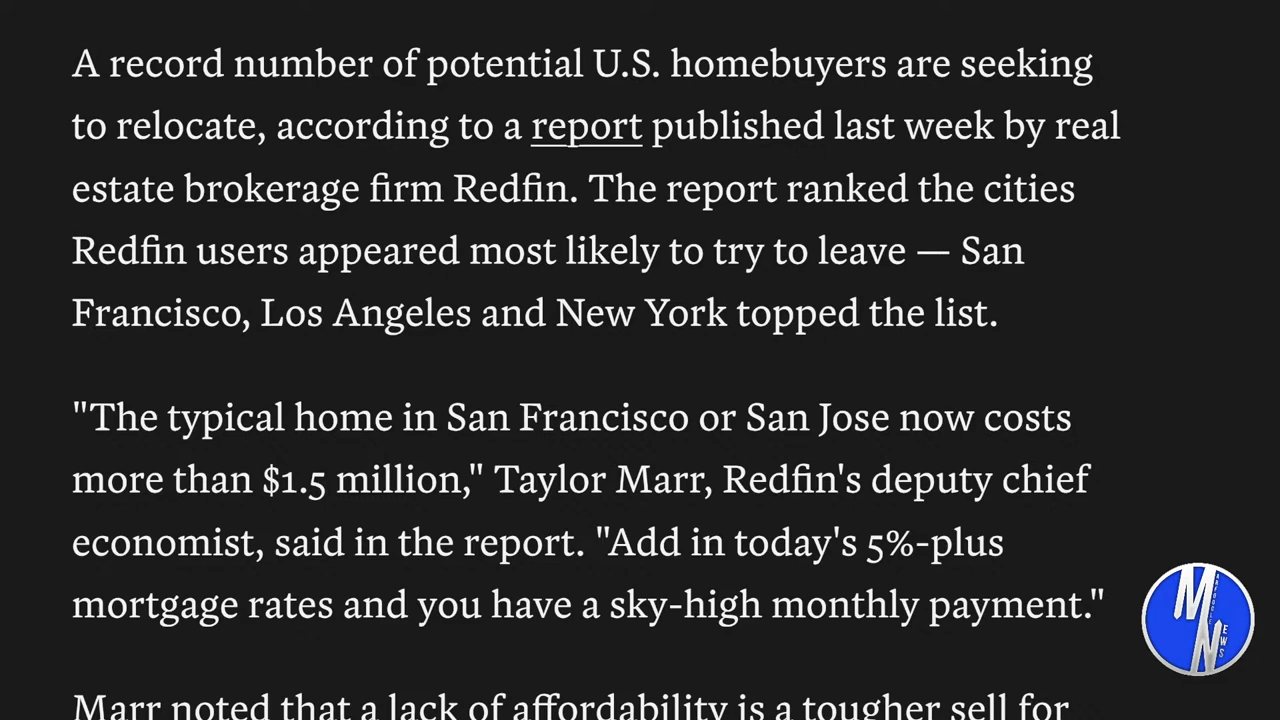 A record number of potential U.S. homebuyers are seeking
to relocate, according to a report published last week by real
estate brokerage firm Redfin. The report ranked the cities
Redfin users appeared most likely to try to leave — San
Francisco, Los Angeles and New York topped the list.
"The typical home in San Francisco or San Jose now costs
more than $1.5 million," Taylor Marr, Redfin's deputy chief
economist, said in the report. "Add in today's 5%-plus
mortgage rates and you have a sky-high monthly payment."
Marr noted that a lack of affordability is a tougher sell for